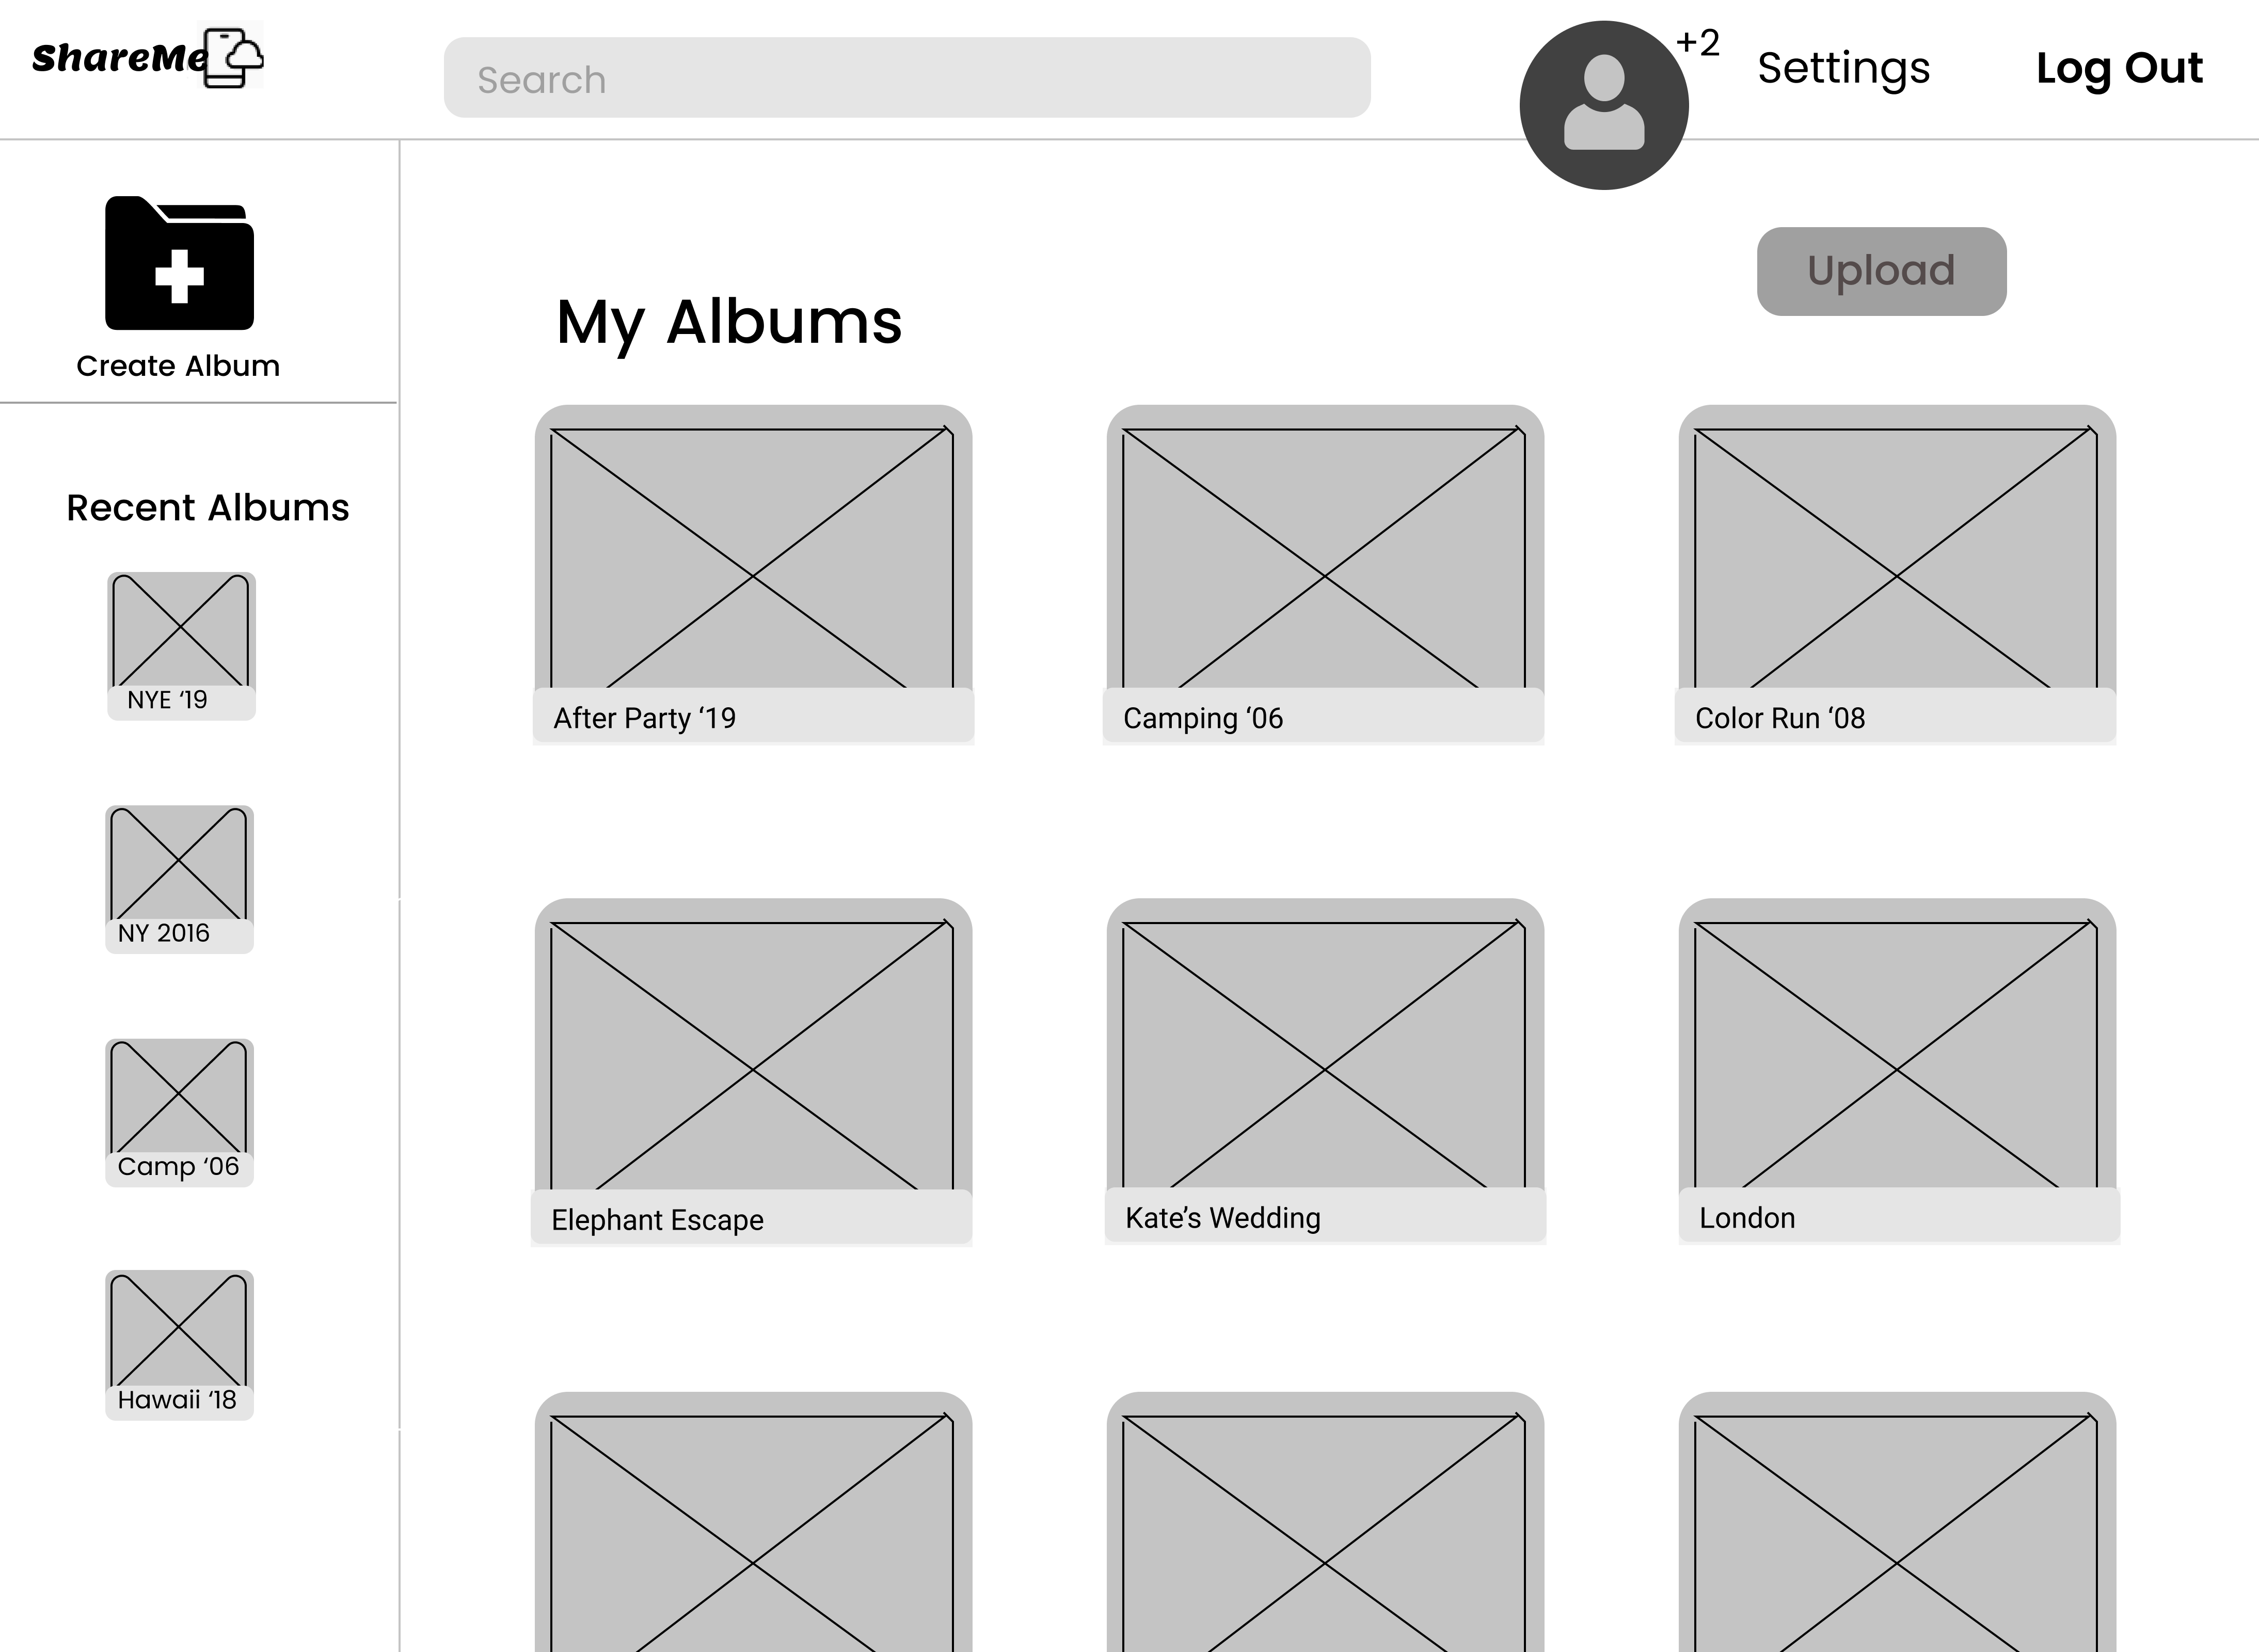 ShareMe
Search
+2
Settings
Log Out
Create Album
Recent Albums
NYE ‘19
NY 2016
Camp ‘06
Hawaii ‘18
Upload
My Albums
After Party ‘19
Camping ‘06
Color Run ‘08
Elephant Escape
Kate’s Wedding
London